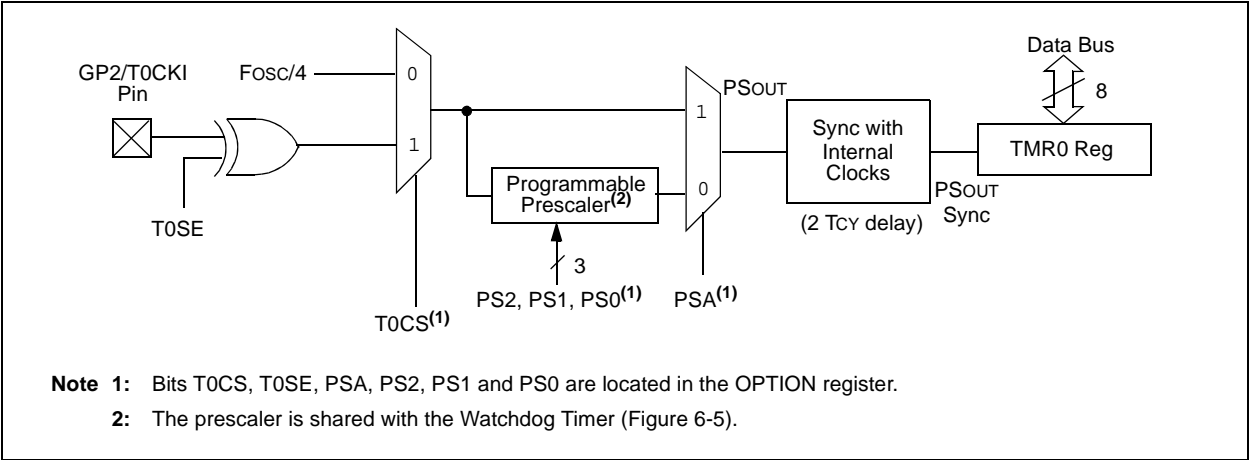 Data Bus
GP2/T0CKI
Pin
FOSC/4
0
1
T0SE
T0CS(1)
Programmable
Prescaler(2)
3
PS2, PS1, PS0(1)
1
0
PSOUT
PSA(1)
Sync with
Internal
Clocks
(2 TCY delay)
PSOUT
Sync
8
TMR0 Reg
Note 1: Bits T0CS, T0SE, PSA, PS2, PS1 and PS0 are located in the OPTION register.
2: The prescaler is shared with the Watchdog Timer (Figure 6-5).